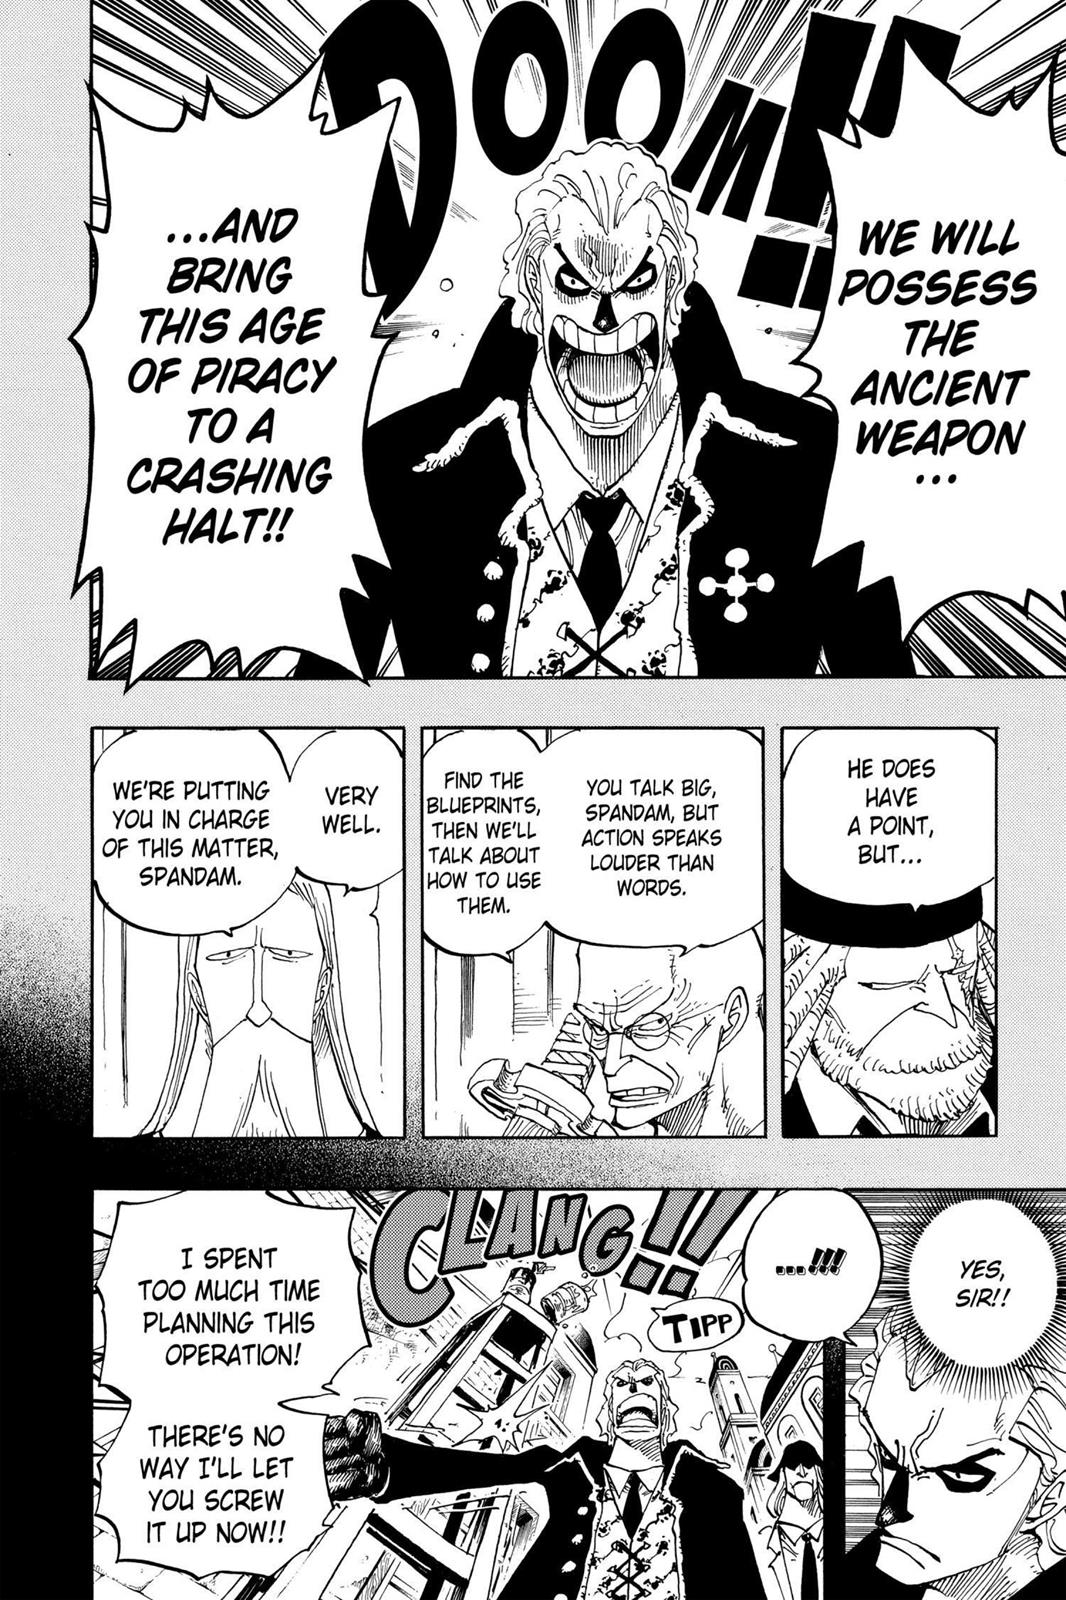 DOOM!!
WE WILL
POSSESS
THE
ANCIENT
WEAPON
...
...AND
BRING
THIS AGE
OF PIRACY
TO A
CRASHING
HALT!!
HE DOES
HAVE
A POINT,
BUT...
YOU TALK BIG,
SPANDAM, BUT
ACTION SPEAKS
LOUDER THAN
WORDS.
FIND THE
BLUEPRINTS,
THEN WE'LL
TALK ABOUT
HOW TO USE
THEM.
VERY
WELL.
WE'RE PUTTING
YOU IN CHARGE
OF THIS MATTER,
SPANDAM.
YES,
SIR!!
...!!!
CLANG!!
TIPP
I SPENT
TOO MUCH TIME
PLANNING THIS
OPERATION!
THERE'S NO
WAY I'LL LET
YOU SCREW
IT UP NOW!!